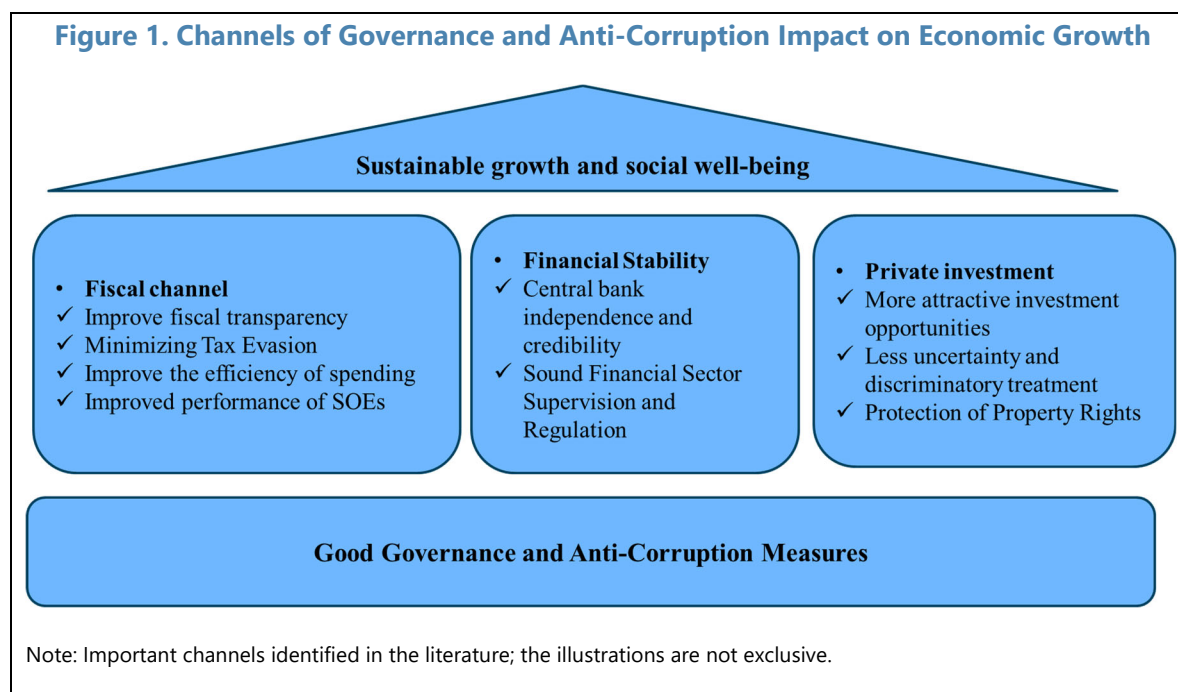 Figure 1. Channels of Governance and Anti-Corruption Impact on Economic Growth
Sustainable growth and social well-being
• Fiscal channel
✓ Improve fiscal transparency
✓ Minimizing Tax Evasion
✓ Improve the efficiency of spending
✓ Improved performance of SOEs
• Financial Stability
✓ Central bank
independence and
credibility
✓ Sound Financial Sector
Supervision and
Regulation
• Private investment
✓ More attractive investment
opportunities
✓ Less uncertainty and
discriminatory treatment
✓ Protection of Property Rights
Good Governance and Anti-Corruption Measures
Note: Important channels identified in the literature; the illustrations are not exclusive.